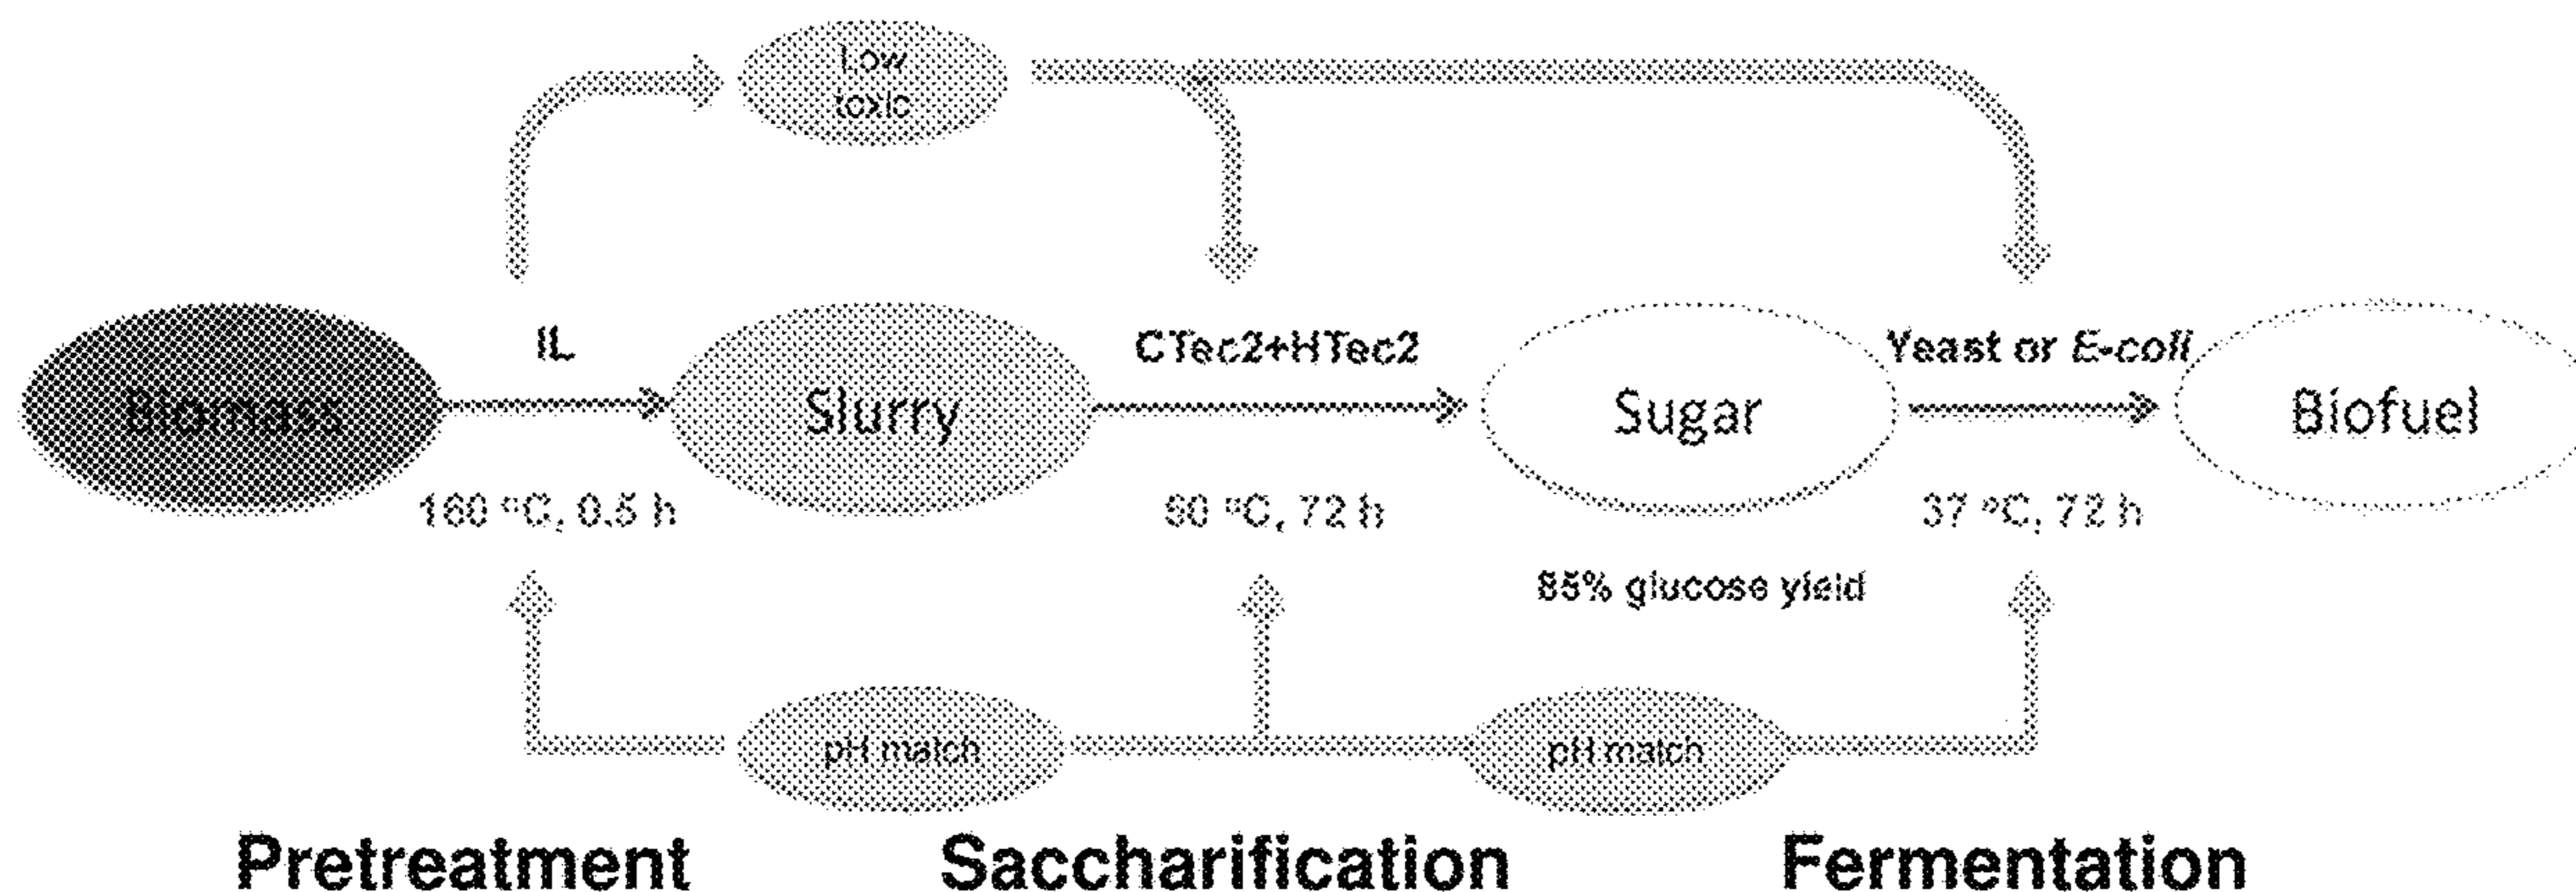 Low
toxic
IL
CTec2+HTec2
Yeast or E-coli
Biomass
Slurry
Sugar
Biofuel
160 °C, 0.5 h
72 h
37 °C, 72 h
85% glucose yield
pH match
pH match
Pretreatment
Saccharification
Fermentation